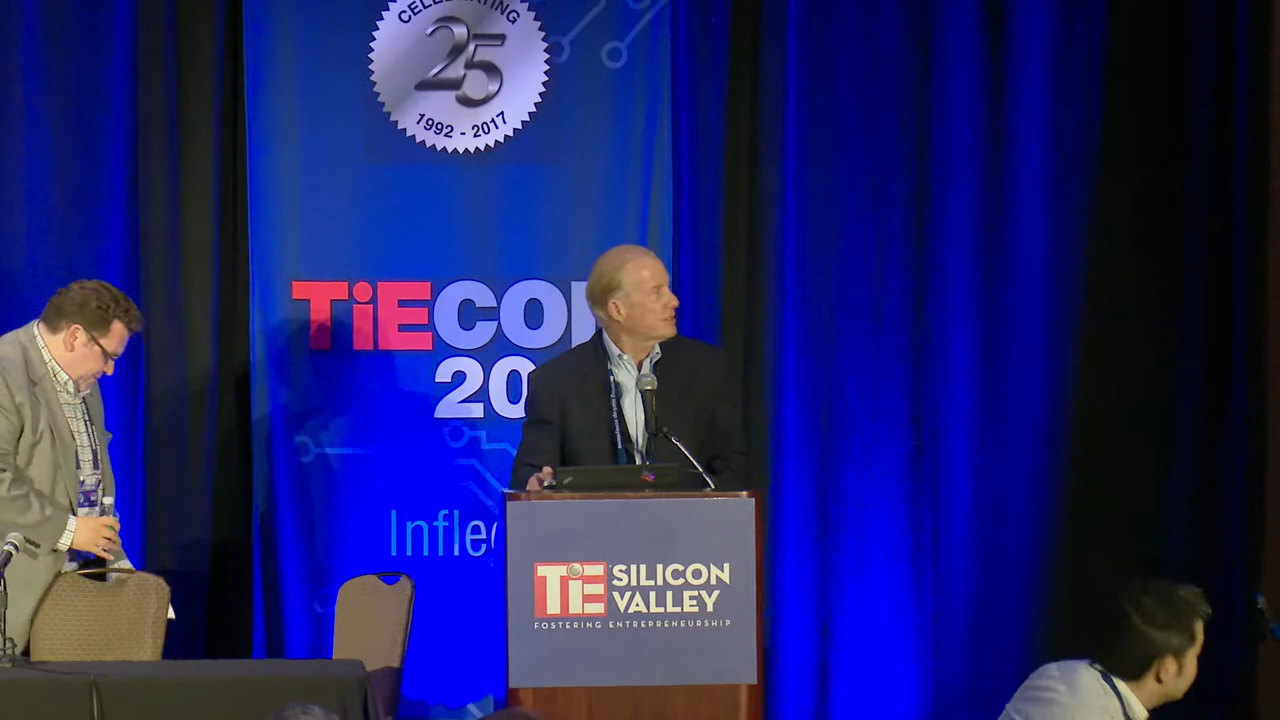 CELEBRATING
25
1992 - 2017
TiECO
20
Infle
TiE SILICON
VALLEY
FOSTERING ENTREPRENEURSHIP